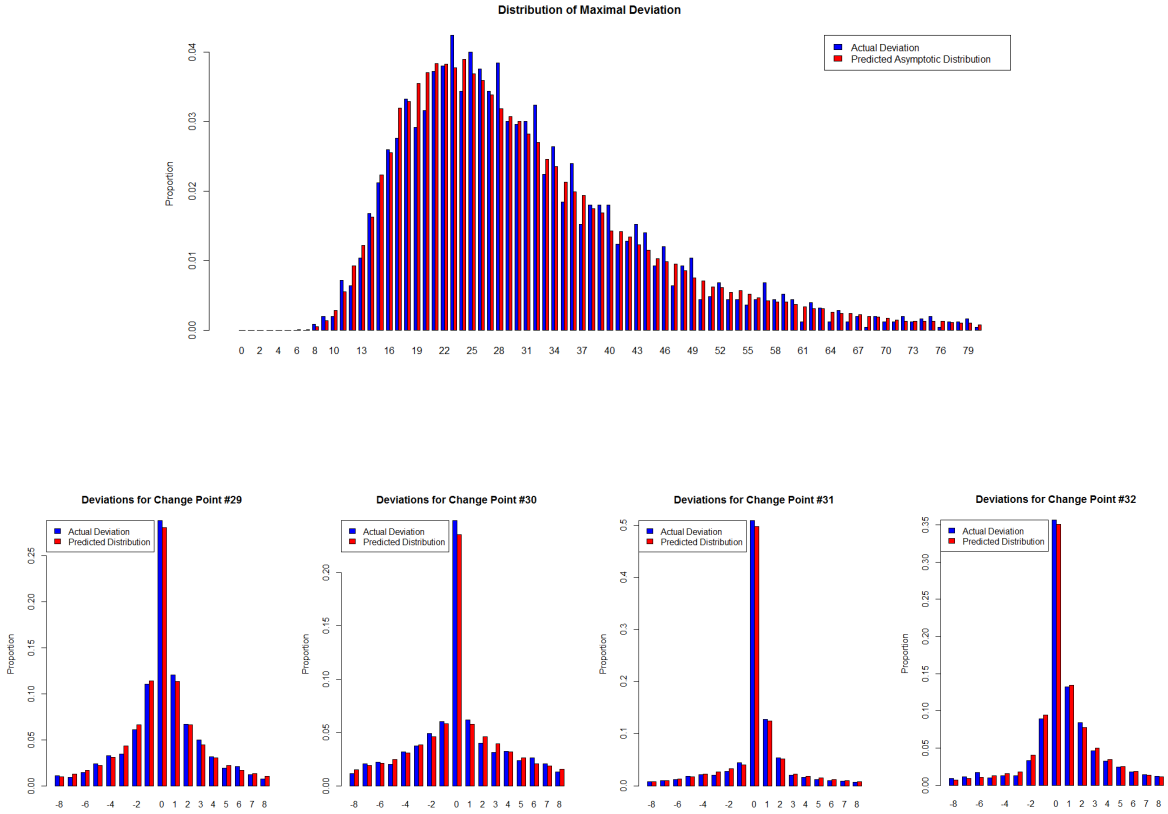 Distribution of Maximal Deviation
Actual Deviation
Predicted Asymptotic Distribution
Proportion
0.00 0.01 0.02 0.03 0.04
0 2 4 6 8 10 13 16 19 22 25 28 31 34 37 40 43 46 49 52 55 58 61 64 67 70 73 76 79
Deviations for Change Point #29
Actual Deviation
Predicted Distribution
Proportion
0.00 0.05 0.10 0.15 0.20 0.25
-8 -6 -4 -2 0 1 2 3 4 5 6 7 8
Deviations for Change Point #30
Actual Deviation
Predicted Distribution
Proportion
0.00 0.05 0.10 0.15 0.20
-8 -6 -4 -2 0 1 2 3 4 5 6 7 8
Deviations for Change Point #31
Actual Deviation
Predicted Distribution
Proportion
0.0 0.1 0.2 0.3 0.4 0.5
-8 -6 -4 -2 0 1 2 3 4 5 6 7 8
Deviations for Change Point #32
Actual Deviation
Predicted Distribution
Proportion
0.00 0.05 0.10 0.15 0.20 0.25 0.30 0.35
-8 -6 -4 -2 0 1 2 3 4 5 6 7 8